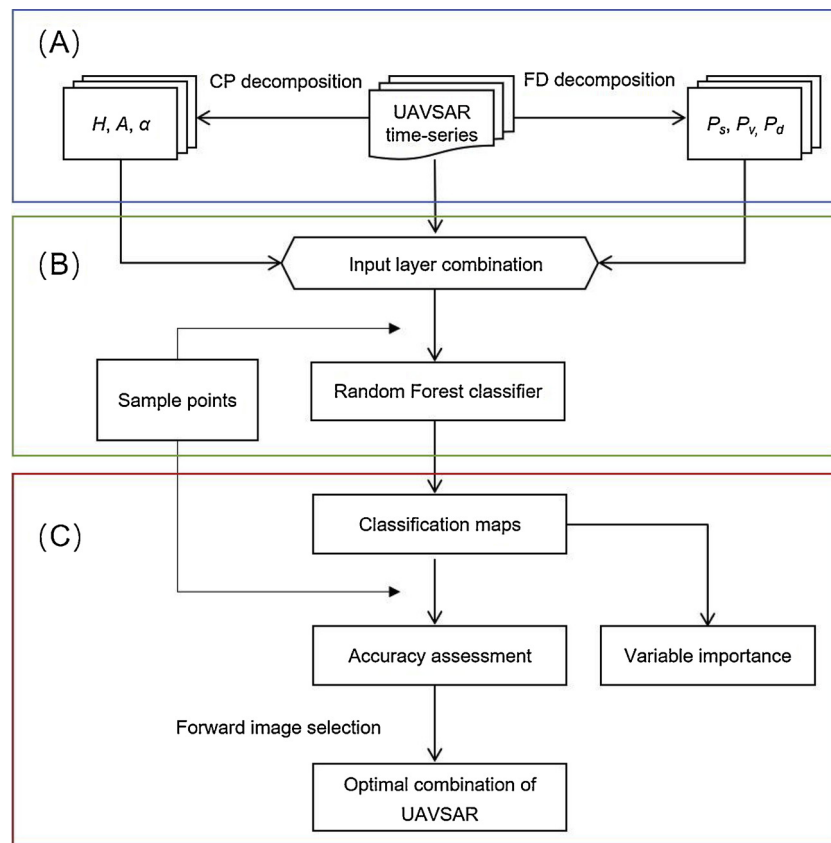 (A)
CP decomposition
FD decomposition
H, A, α
UAVSAR
time-series
Ps, Pv, Pd
(B)
Input layer combination
Sample points
Random Forest classifier
(C)
Classification maps
Accuracy assessment
Variable importance
Forward image selection
Optimal combination of
UAVSAR